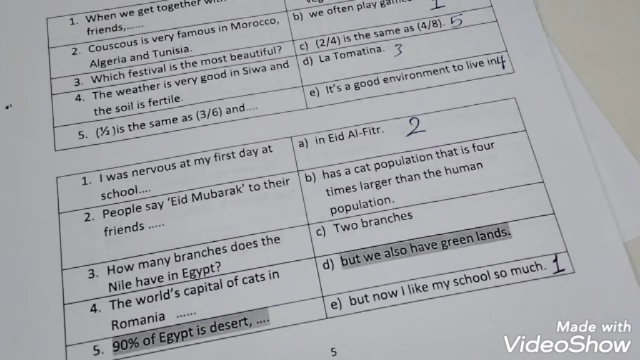 1. When we get together with
friends,......
b) we often play games 1
2. Couscous is very famous in Morocco,
Algeria and Tunisia.
c) (2/4) is the same as (4/8). 5
3. Which festival is the most beautiful?
d) La Tomatina. 3
4. The weather is very good in Siwa and
the soil is fertile.
e) It's a good environment to live in 4
5. (½)is the same as (3/6) and....
1. I was nervous at my first day at
school....
a) in Eid Al-Fitr. 2
2. People say 'Eid Mubarak' to their
friends .....
b) has a cat population that is four
times larger than the human
population.
3. How many branches does the
Nile have in Egypt?
c) Two branches
4. The world's capital of cats in
Romania ......
d) but we also have green lands.
5. 90% of Egypt is desert, ....
e) but now I like my school so much. 1
5
Made with
VideoShow